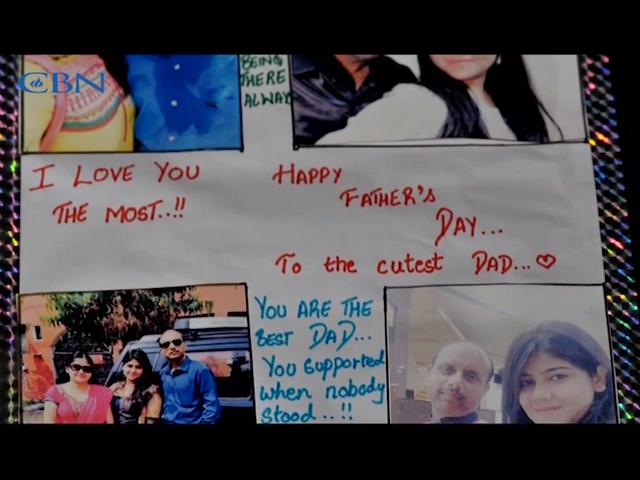 CBN
BEING
THERE
ALWAY
I LOVE YOU
THE MOST..!!
HAPPY
FATHER'S
DAY...
TO the cutest DAD...♡
YOU ARE THE
BEST DAD...
You supported
when nobody
stood...!!